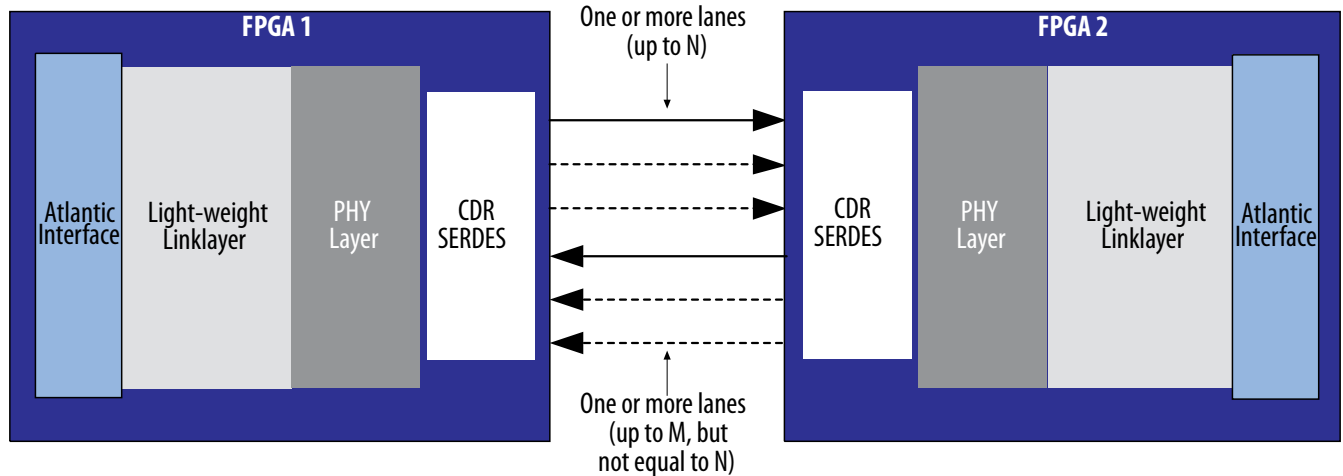 FPGA 1
One or more lanes
(up to N)
FPGA 2
Atlantic
Interface
Light-weight
Linklayer
PHY
Layer
CDR
SERDES
CDR
SERDES
PHY
Layer
Light-weight
Linklayer
Atlantic
Interface
One or more lanes
(up to M, but
not equal to N)